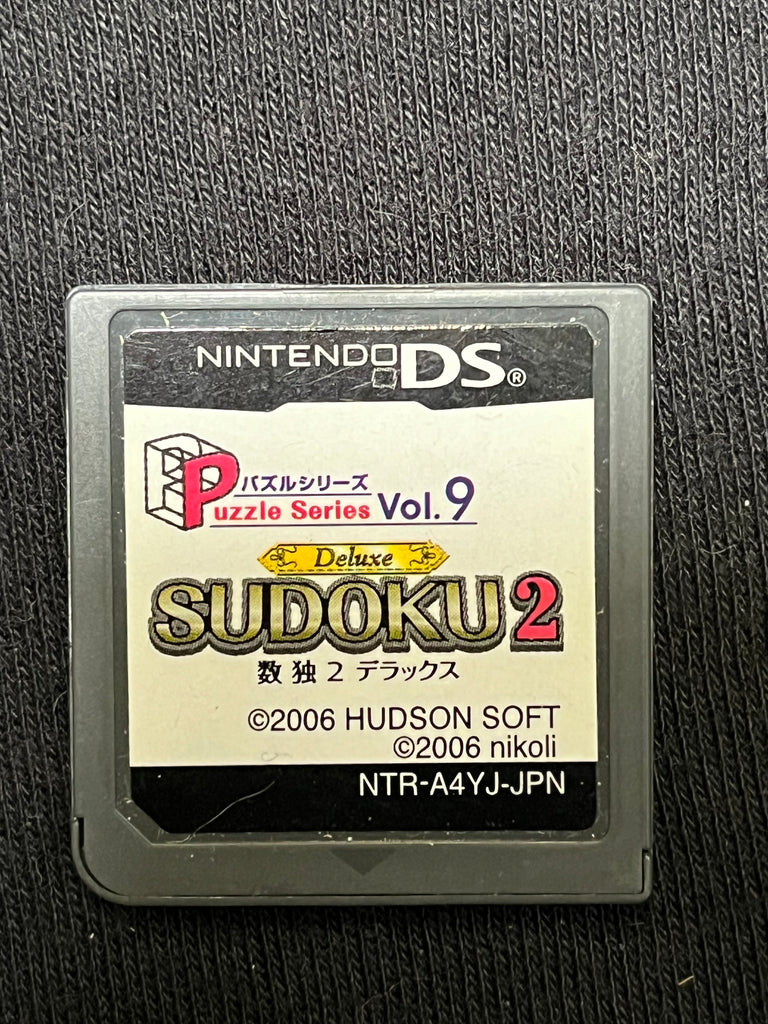 NINTENDO DS®
パズルシリーズ
Puzzle Series Vol.9
Deluxe
SUDOKU 2
数独2 デラックス
©2006 HUDSON SOFT
©2006 nikoli
NTR-A4YJ-JPN